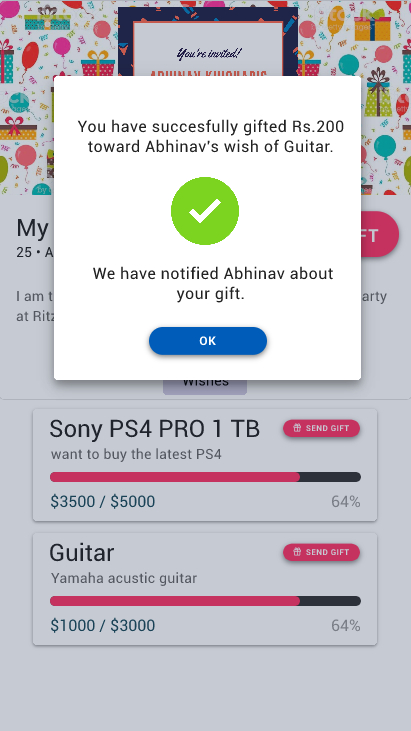 You're invited!
You have succesfully gifted Rs.200
toward Abhinav's wish of Guitar.
My
25 • A
FT
We have notified Abhinav about
your gift.
I am t
arty
at Ritz
OK
Wishes
Sony PS4 PRO 1 TB
SEND GIFT
want to buy the latest PS4
$3500 / $5000
64%
Guitar
SEND GIFT
Yamaha acustic guitar
$1000 / $3000
64%